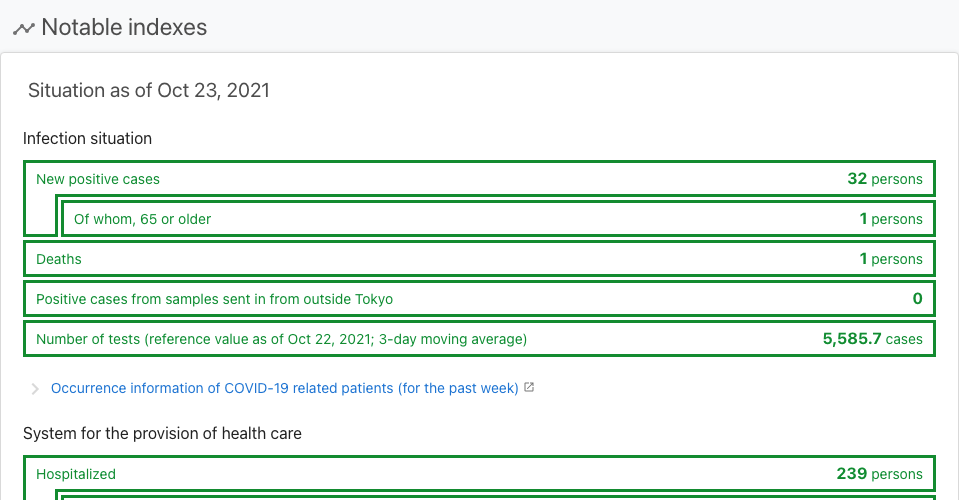 Notable indexes
Situation as of Oct 23, 2021
Infection situation
New positive cases 32 persons
Of whom, 65 or older 1 persons
Deaths 1 persons
Positive cases from samples sent in from outside Tokyo 0
Number of tests (reference value as of Oct 22, 2021; 3-day moving average) 5,585.7 cases
Occurrence information of COVID-19 related patients (for the past week)
System for the provision of health care
Hospitalized 239 persons